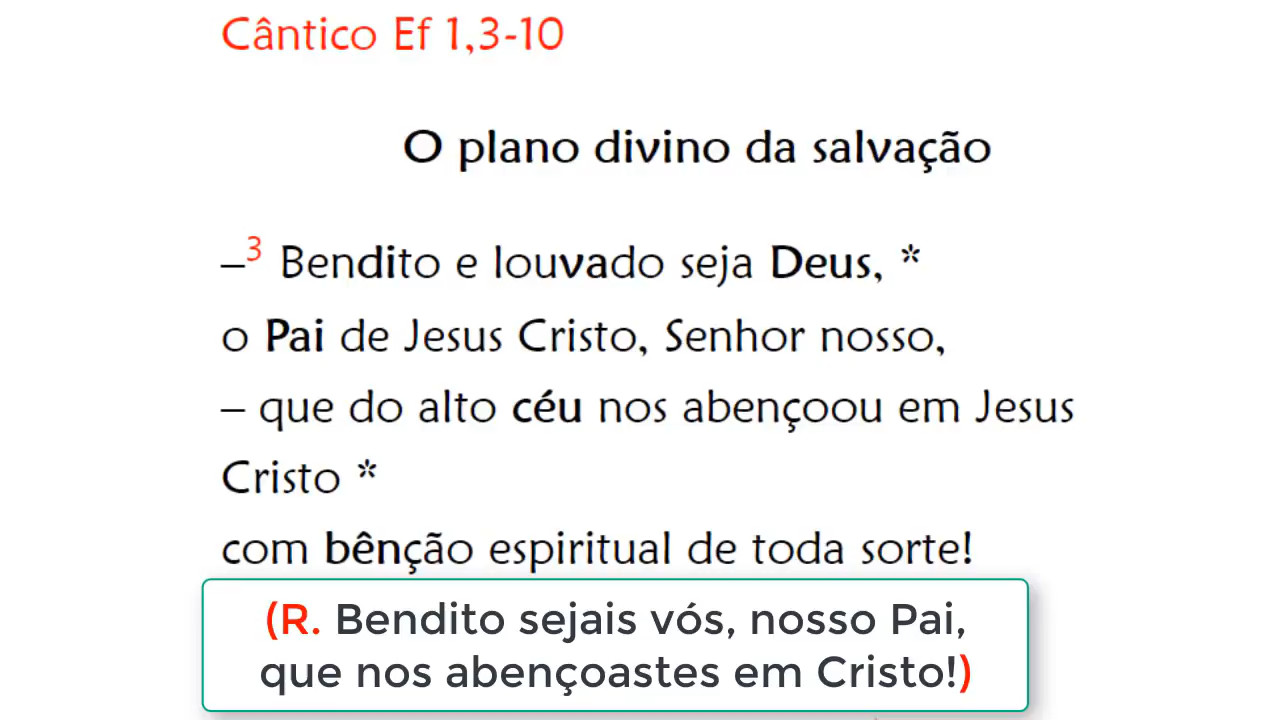 Cântico Ef 1,3-10
O plano divino da salvação
–3 Bendito e louvado seja Deus, *
o Pai de Jesus Cristo, Senhor nosso,
– que do alto céu nos abençoou em Jesus
Cristo *
com bênção espiritual de toda sorte!
(R. Bendito sejais vós, nosso Pai,
que nos abençoastes em Cristo!)